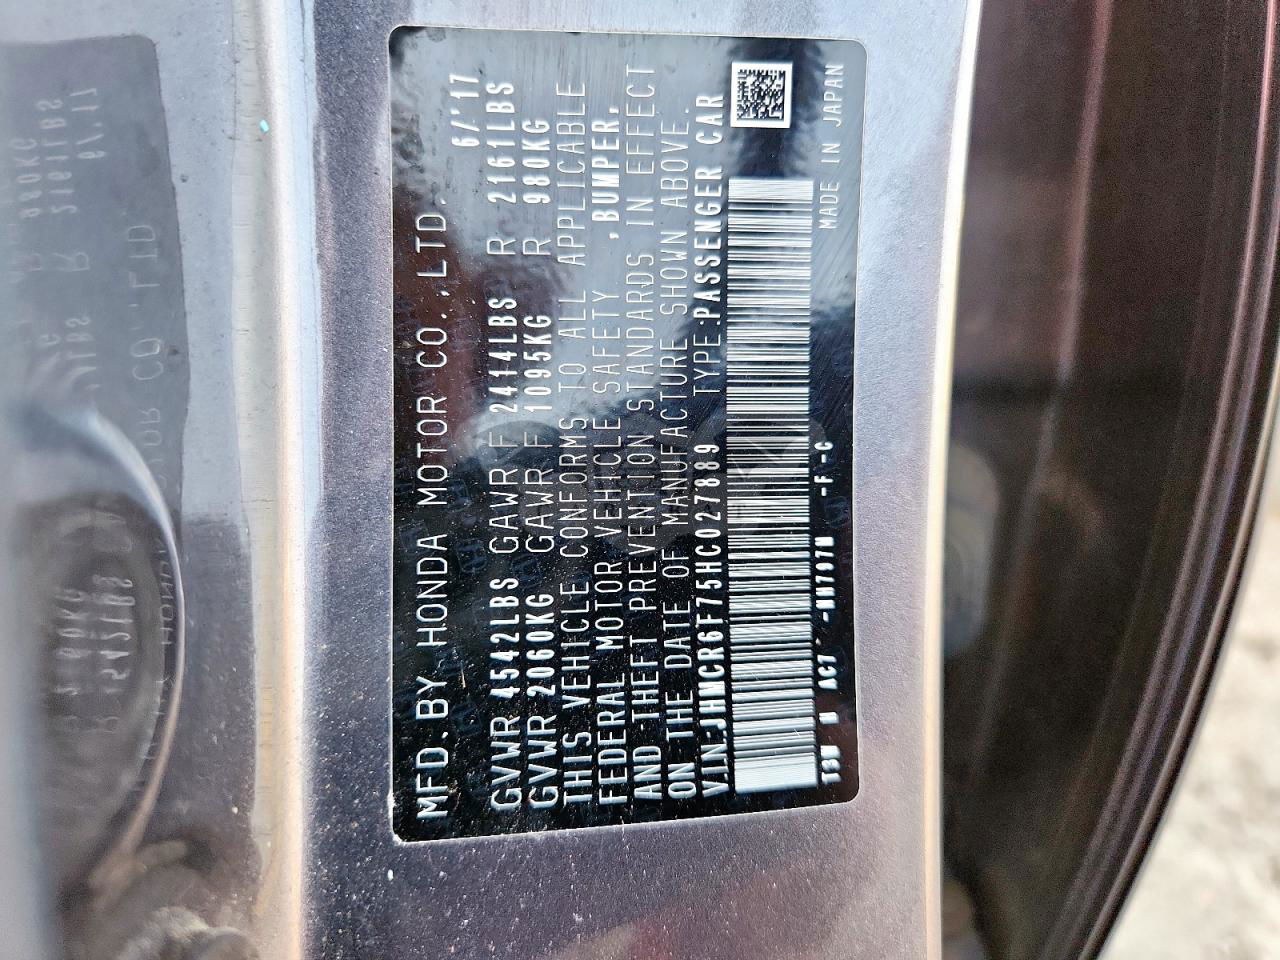 MFD. BY HONDA MOTOR CO., LTD. 6/'17
GVWR 4542LBS GAWR F 2414LBS R 2161LBS
GVWR 2060KG GAWR F 1095KG R 980KG
THIS VEHICLE CONFORMS TO ALL APPLICABLE
FEDERAL MOTOR VEHICLE SAFETY ,BUMPER,
AND THEFT PREVENTION STANDARDS IN EFFECT
ON THE DATE OF MANUFACTURE SHOWN ABOVE.
VIN:JHMCR6F75HC027889 TYPE:PASSENGER CAR
-F -C MADE IN JAPAN